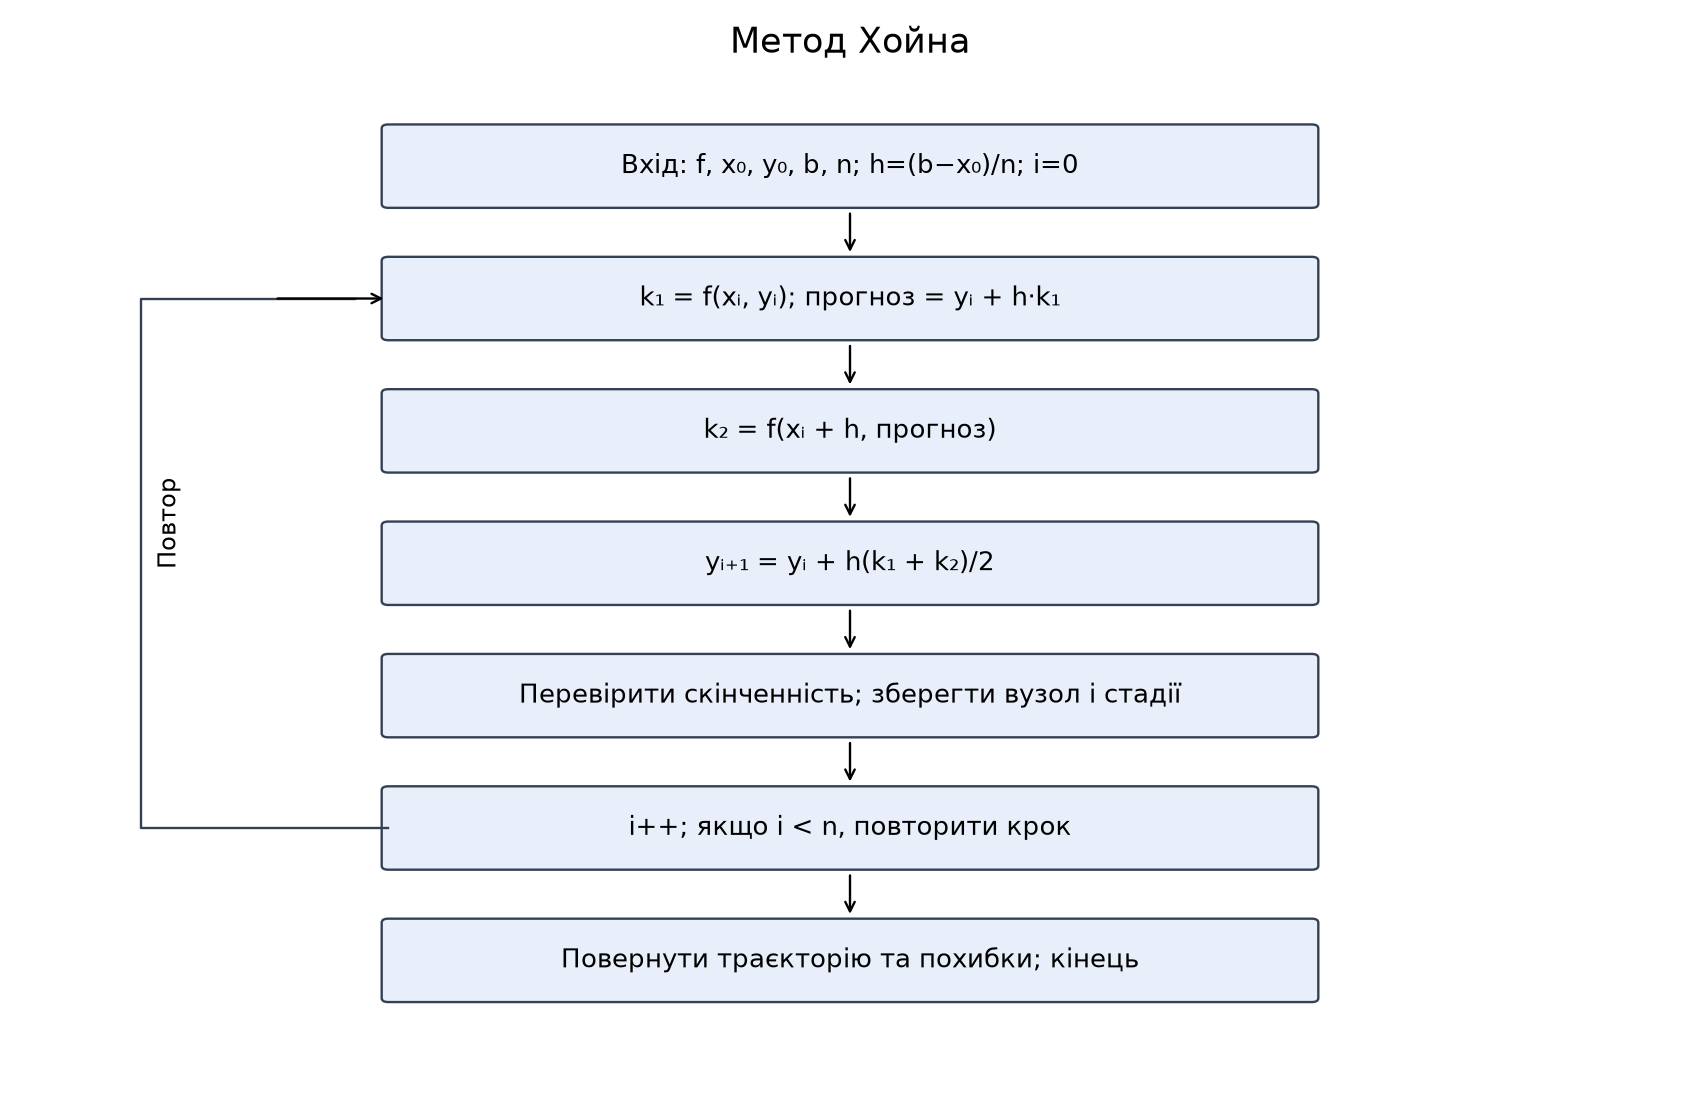 Метод Хойна
Вхід: f, x₀, y₀, b, n; h=(b−x₀)/n; i=0
k₁ = f(xᵢ, yᵢ); прогноз = yᵢ + h·k₁
k₂ = f(xᵢ + h, прогноз)
Повтор
yᵢ₊₁ = yᵢ + h(k₁ + k₂)/2
Перевірити скінченність; зберегти вузол і стадії
i++; якщо i < n, повторити крок
Повернути траєкторію та похибки; кінець